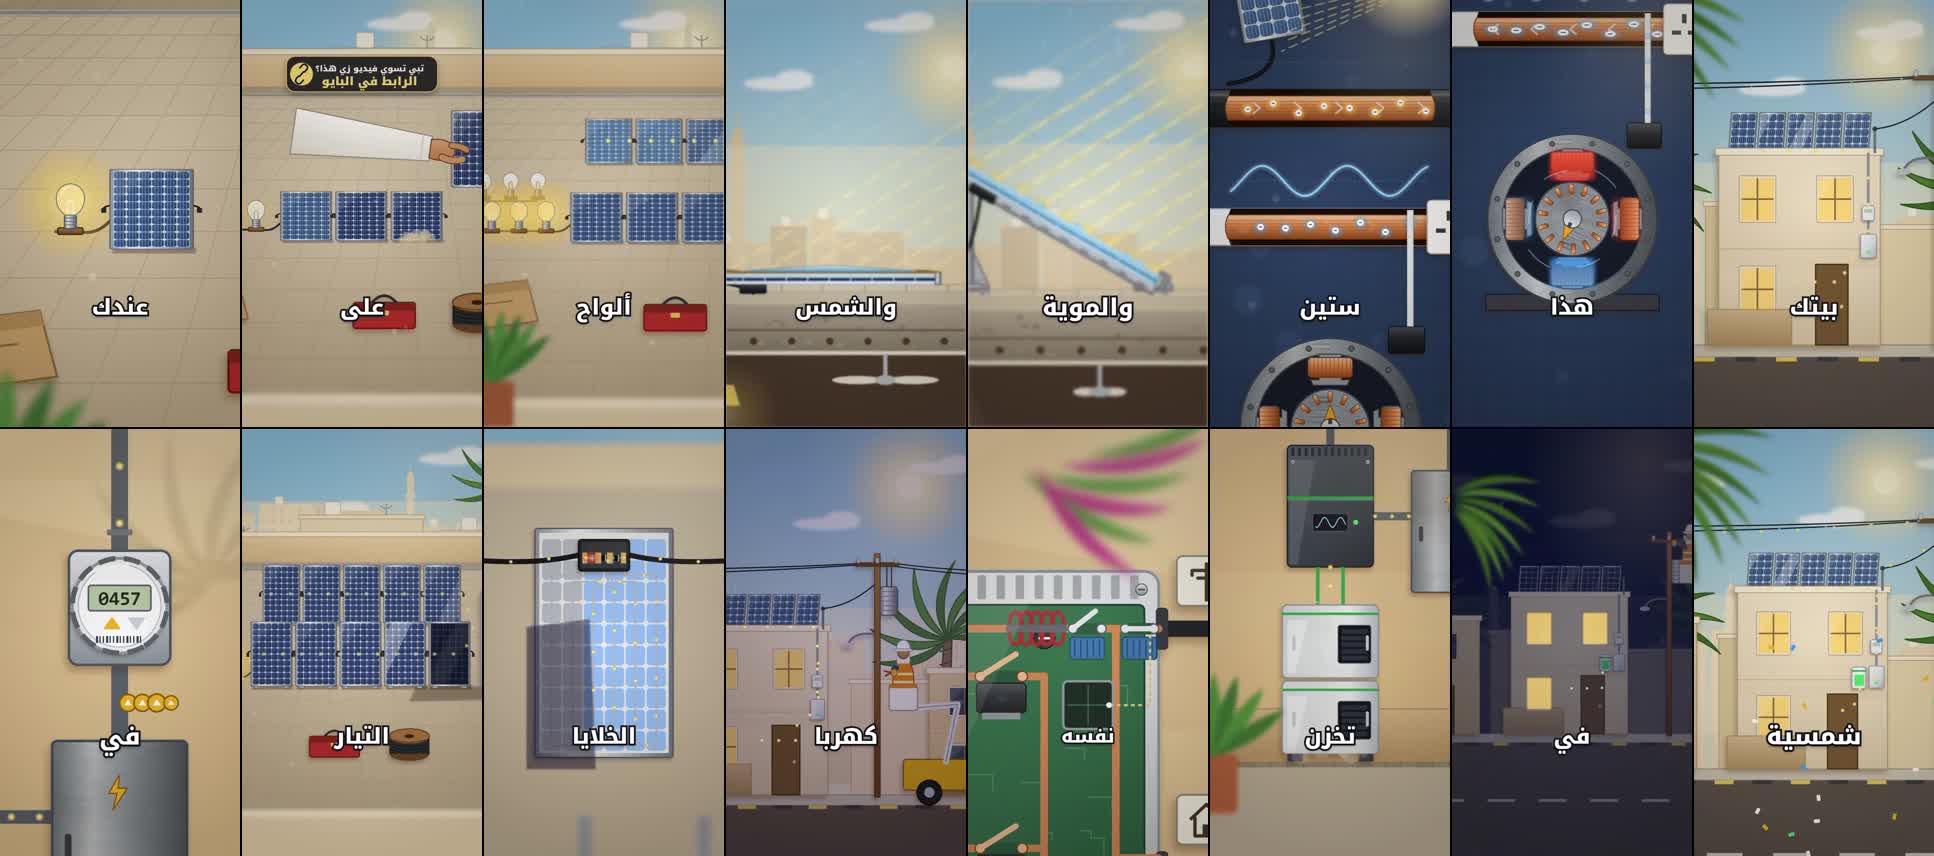 عندك
تبي تسوي فيديو زي هذا؟
الرابط في البايو
على
ألواح
والشمس
والموية
ستين
هذا
بيتك
0457
في
التيار
الخلايا
كهربا
نفسه
تخزن
في
شمسية